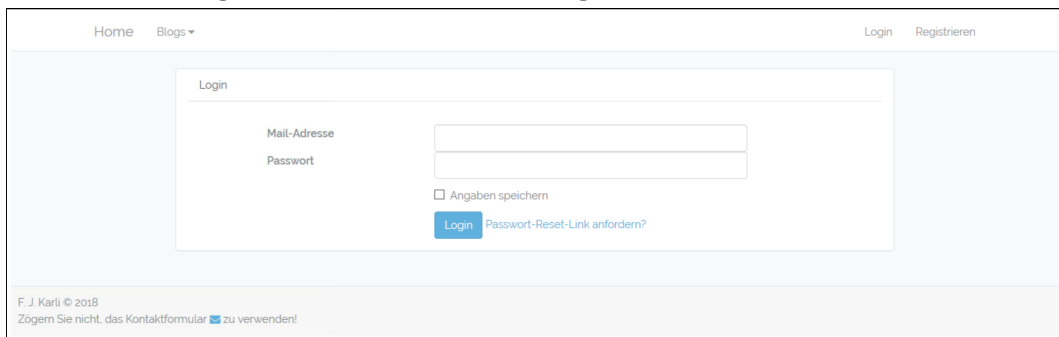 Home Blogs Login Registrieren
Login
Mail-Adresse
Passwort
Angaben speichern
Login Passwort-Reset-Link anfordern?
F. J. Karli © 2018
Zögern Sie nicht, das Kontaktformular zu verwenden!